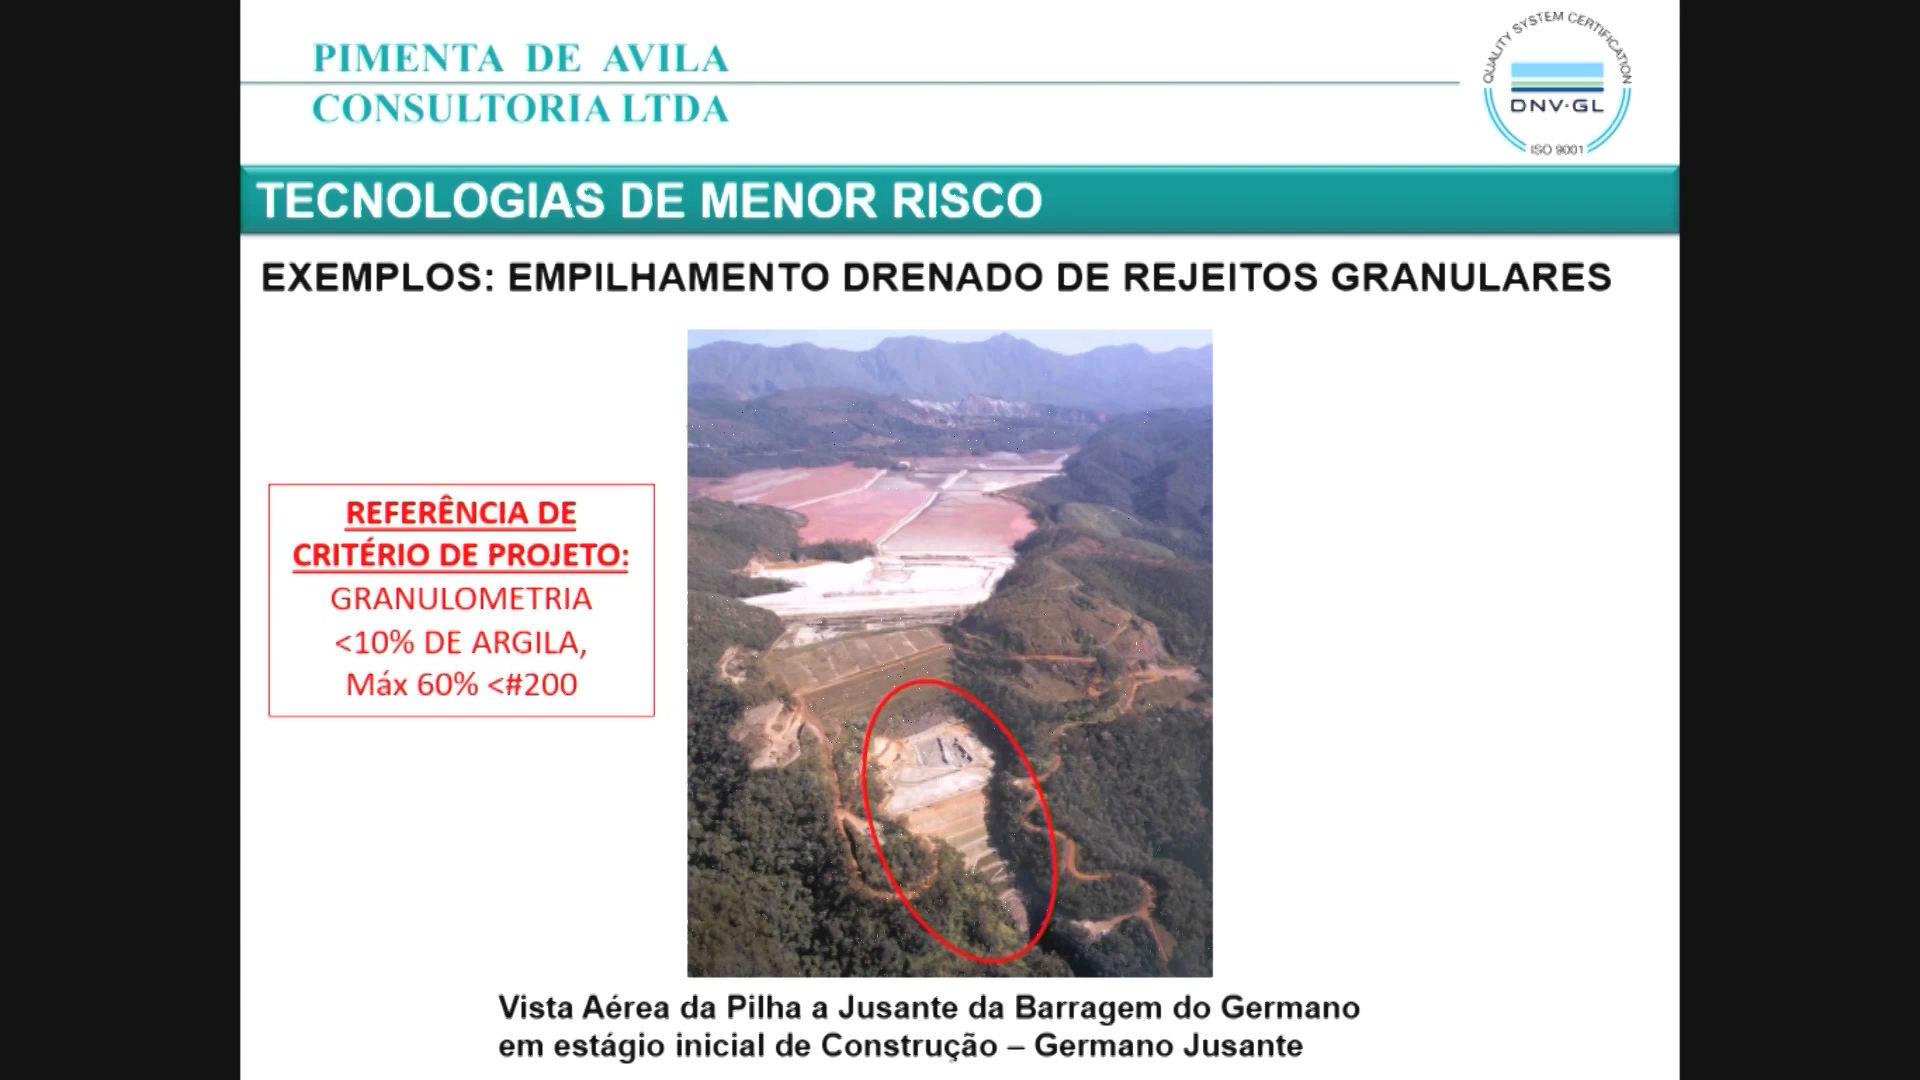 PIMENTA DE AVILA
CONSULTORIA LTDA
QUALITY SYSTEM CERTIFICATION
DNV·GL
ISO 9001
TECNOLOGIAS DE MENOR RISCO
EXEMPLOS: EMPILHAMENTO DRENADO DE REJEITOS GRANULARES
REFERÊNCIA DE
CRITÉRIO DE PROJETO:
GRANULOMETRIA
<10% DE ARGILA,
Máx 60% <#200
Vista Aérea da Pilha a Jusante da Barragem do Germano
em estágio inicial de Construção – Germano Jusante